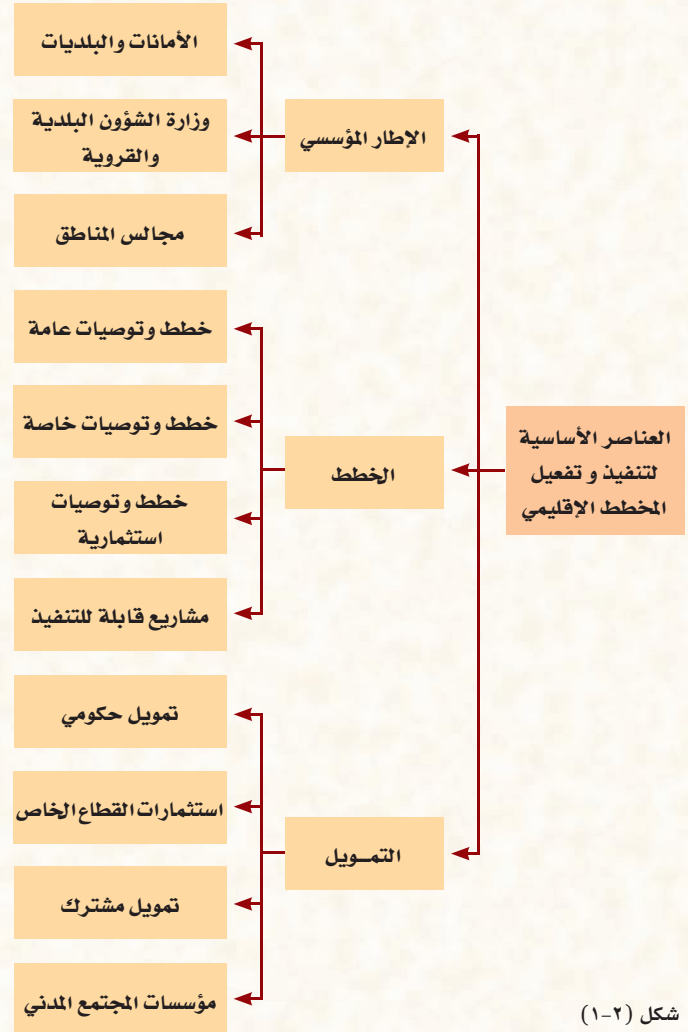 العناصر الأساسية
لتنفيذ و تفعيل
المخطط الإقليمي
الإطار المؤسسي
الأمانات والبلديات
وزارة الشؤون البلدية
والقروية
مجالس المناطق
الخطط
خطط وتوصيات عامة
خطط وتوصيات خاصة
خطط وتوصيات
استثمارية
مشاريع قابلة للتنفيذ
التمـويل
تمويل حكومي
استثمارات القطاع الخاص
تمويل مشترك
مؤسسات المجتمع المدني
شكل (٢-١)